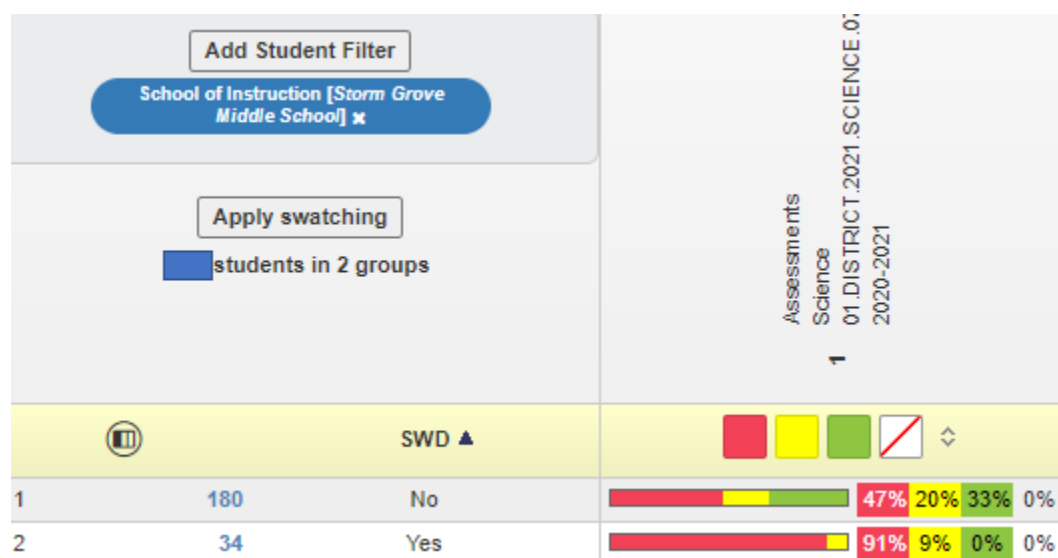 Add Student Filter
School of Instruction [Storm Grove
Middle School] ✖
Apply swatching
students in 2 groups
Assessments
Science
01.DISTRICT.2021.SCIENCE.
2020-2021
1
SWD ▲
1 180 No 47% 20% 33% 0%
2 34 Yes 91% 9% 0% 0%